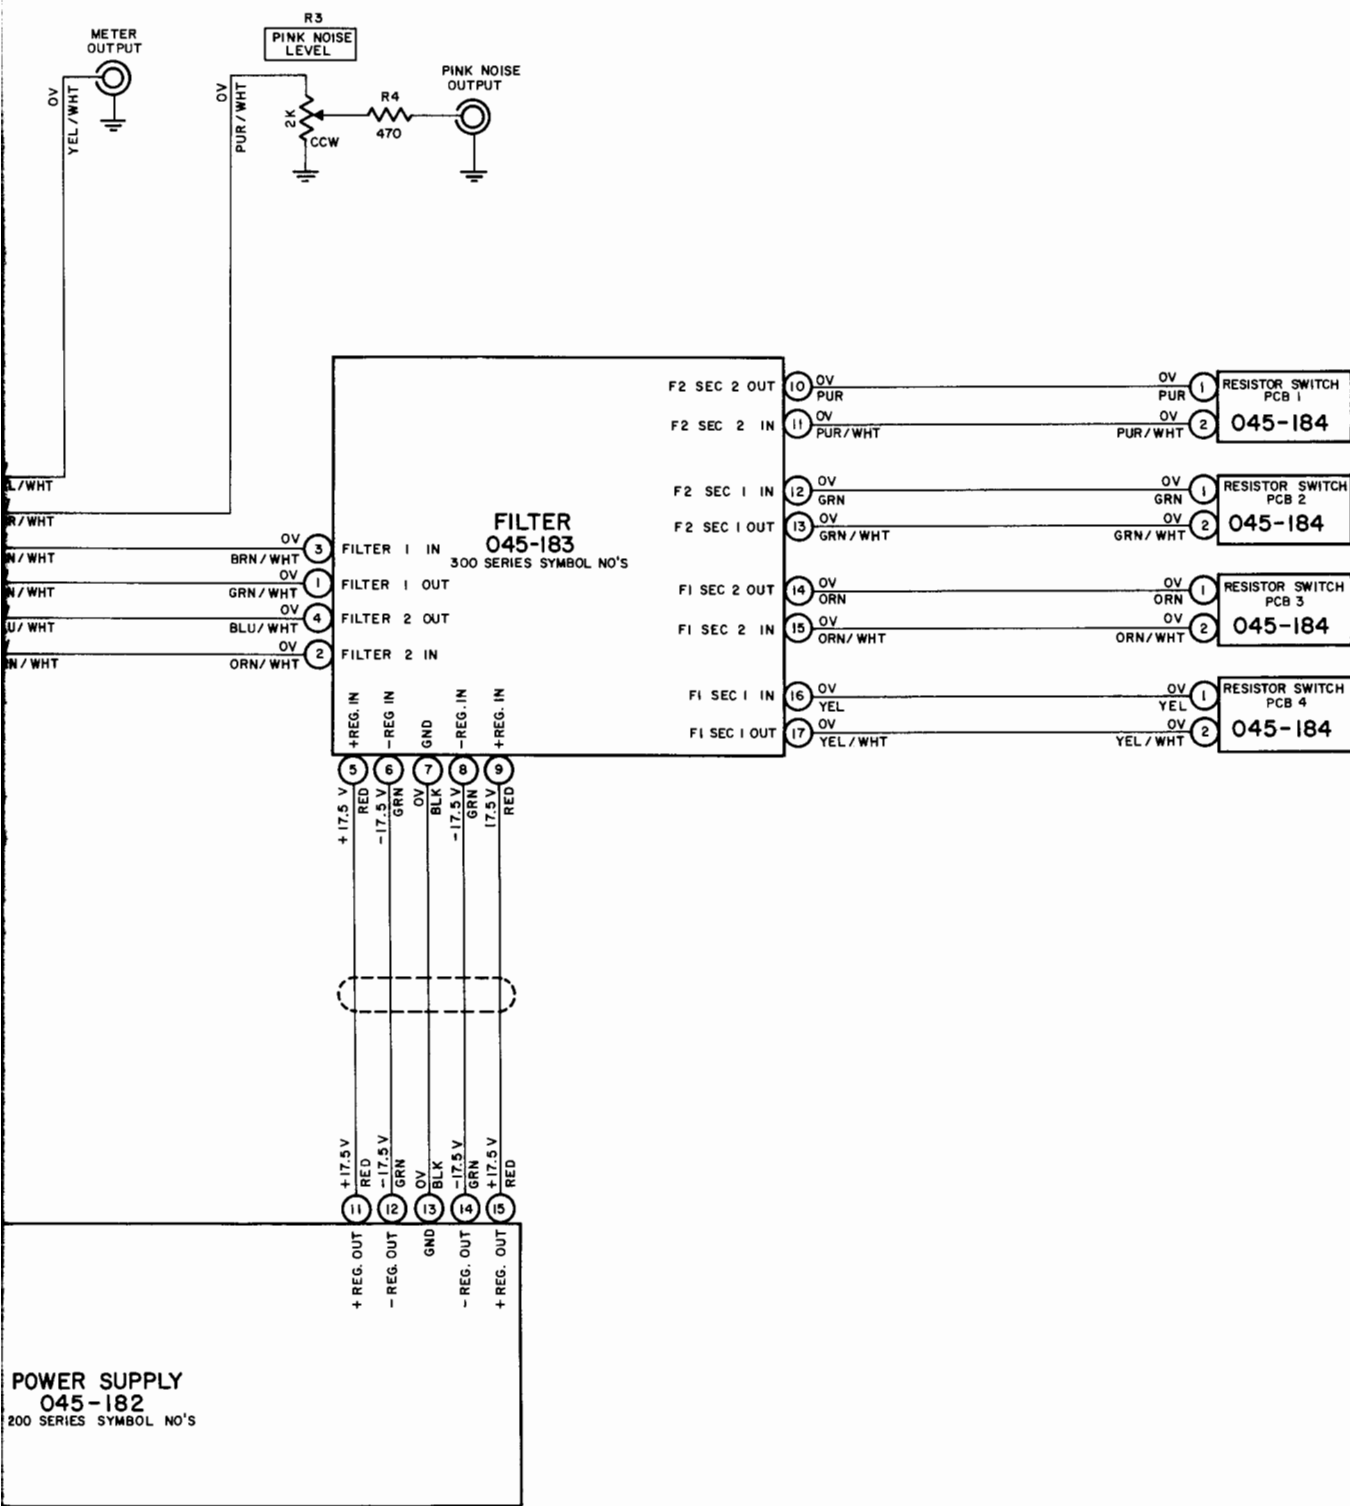 R3
PINK NOISE
LEVEL
METER
OUTPUT
OV
YEL/WHT
OV
PUR/WHT
2K
CCW
R4
470
PINK NOISE
OUTPUT
L/WHT
R/WHT
N/WHT
N/WHT
U/WHT
N/WHT
OV
BRN/WHT
3
FILTER 1 IN
OV
GRN/WHT
1
FILTER 1 OUT
OV
BLU/WHT
4
FILTER 2 OUT
OV
ORN/WHT
2
FILTER 2 IN
FILTER
045-183
300 SERIES SYMBOL NO'S
F2 SEC 2 OUT
10
OV
PUR
OV
PUR
1
F2 SEC 2 IN
11
OV
PUR/WHT
OV
PUR/WHT
2
RESISTOR SWITCH
PCB 1
045-184
F2 SEC 1 IN
12
OV
GRN
OV
GRN
1
F2 SEC 1 OUT
13
OV
GRN/WHT
OV
GRN/WHT
2
RESISTOR SWITCH
PCB 2
045-184
F1 SEC 2 OUT
14
OV
ORN
OV
ORN
1
F1 SEC 2 IN
15
OV
ORN/WHT
OV
ORN/WHT
2
RESISTOR SWITCH
PCB 3
045-184
F1 SEC 1 IN
16
OV
YEL
OV
YEL
1
F1 SEC 1 OUT
17
OV
YEL/WHT
OV
YEL/WHT
2
RESISTOR SWITCH
PCB 4
045-184
+REG. IN
-REG IN
GND
-REG. IN
+REG. IN
5
6
7
8
9
+17.5 V
RED
-17.5 V
GRN
OV
BLK
-17.5 V
GRN
17.5 V
RED
+17.5V
RED
-17.5V
GRN
OV
BLK
-17.5V
GRN
+17.5V
RED
11
12
13
14
15
+ REG. OUT
- REG. OUT
GND
- REG. OUT
+ REG. OUT
POWER SUPPLY
045-182
200 SERIES SYMBOL NO'S